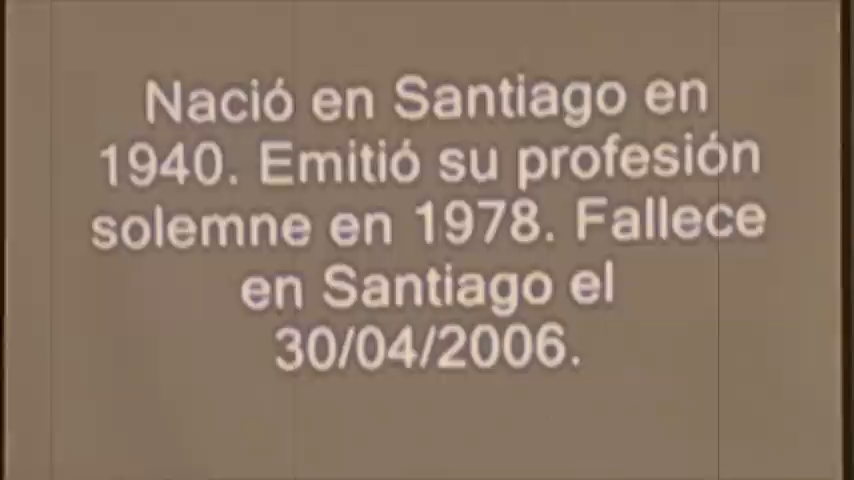 Nació en Santiago en
1940. Emitió su profesión
solemne en 1978. Fallece
en Santiago el
30/04/2006.